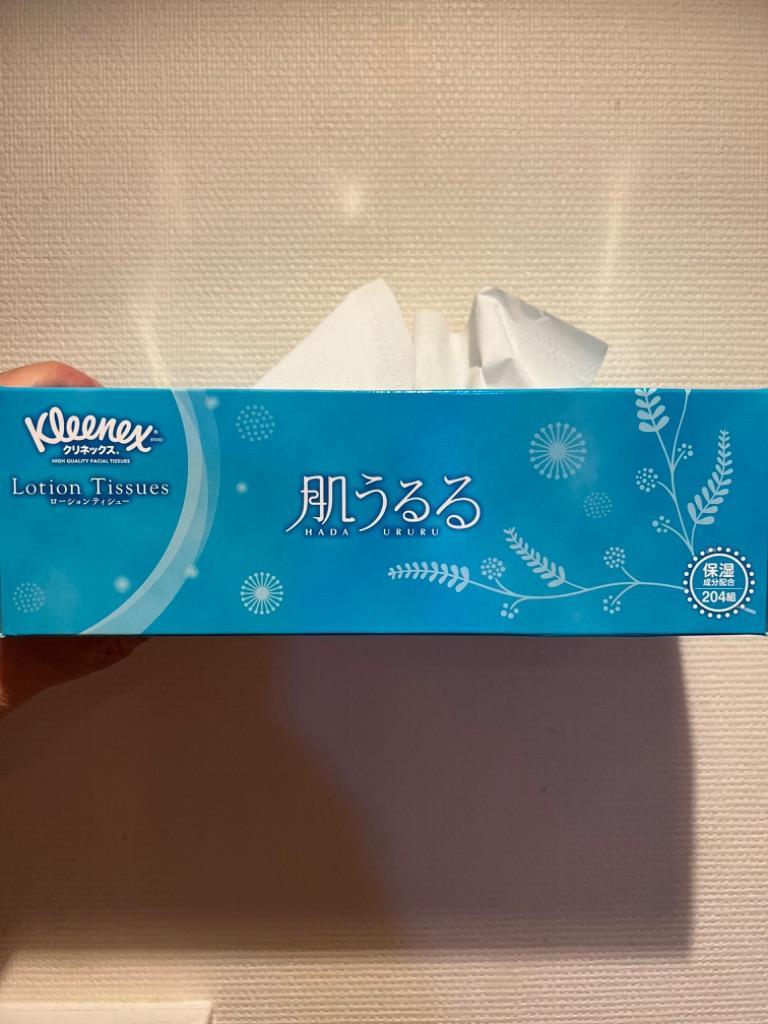 Kleenex
クリネックス®
HIGH QUALITY FACIAL TISSUES
Lotion Tissues
ローションティシュー
肌うるる
HADA URURU
保湿
成分配合
204組